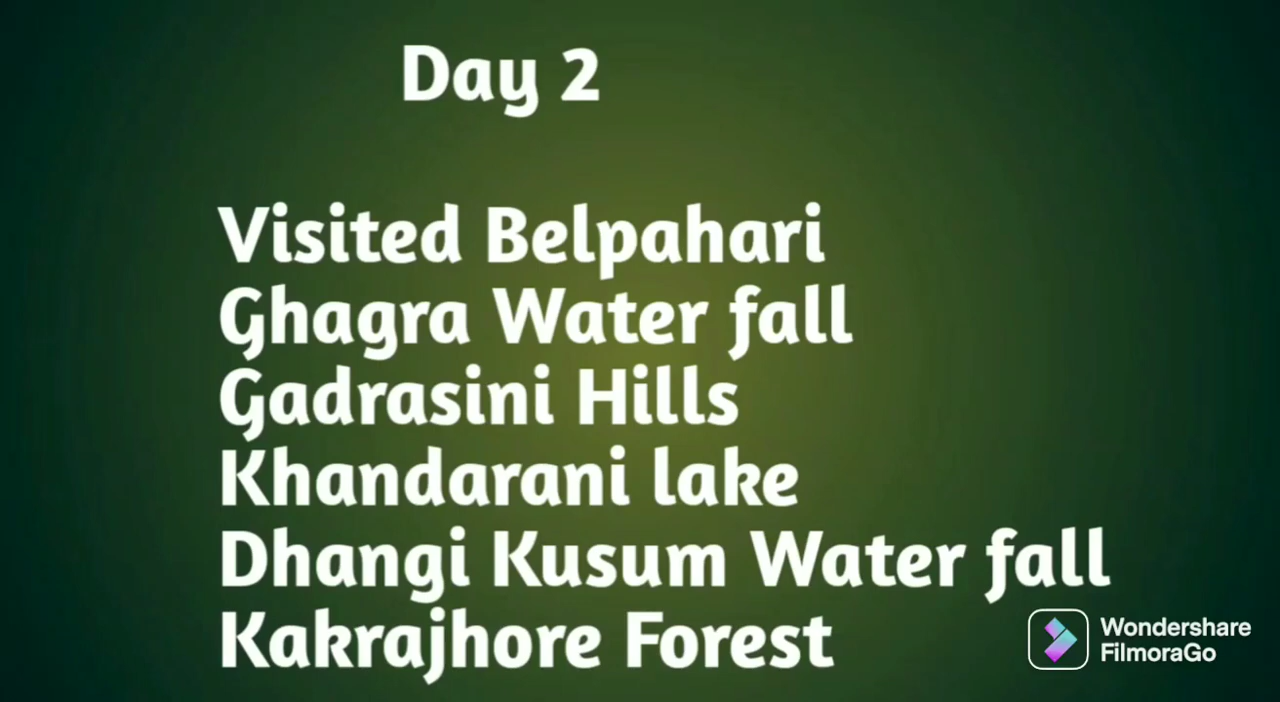 Day 2
Visited Belpahari
Ghagra Water fall
Gadrasini Hills
Khandarani lake
Dhangi Kusum Water fall
Kakrajhore Forest
Wondershare
FilmoraGo